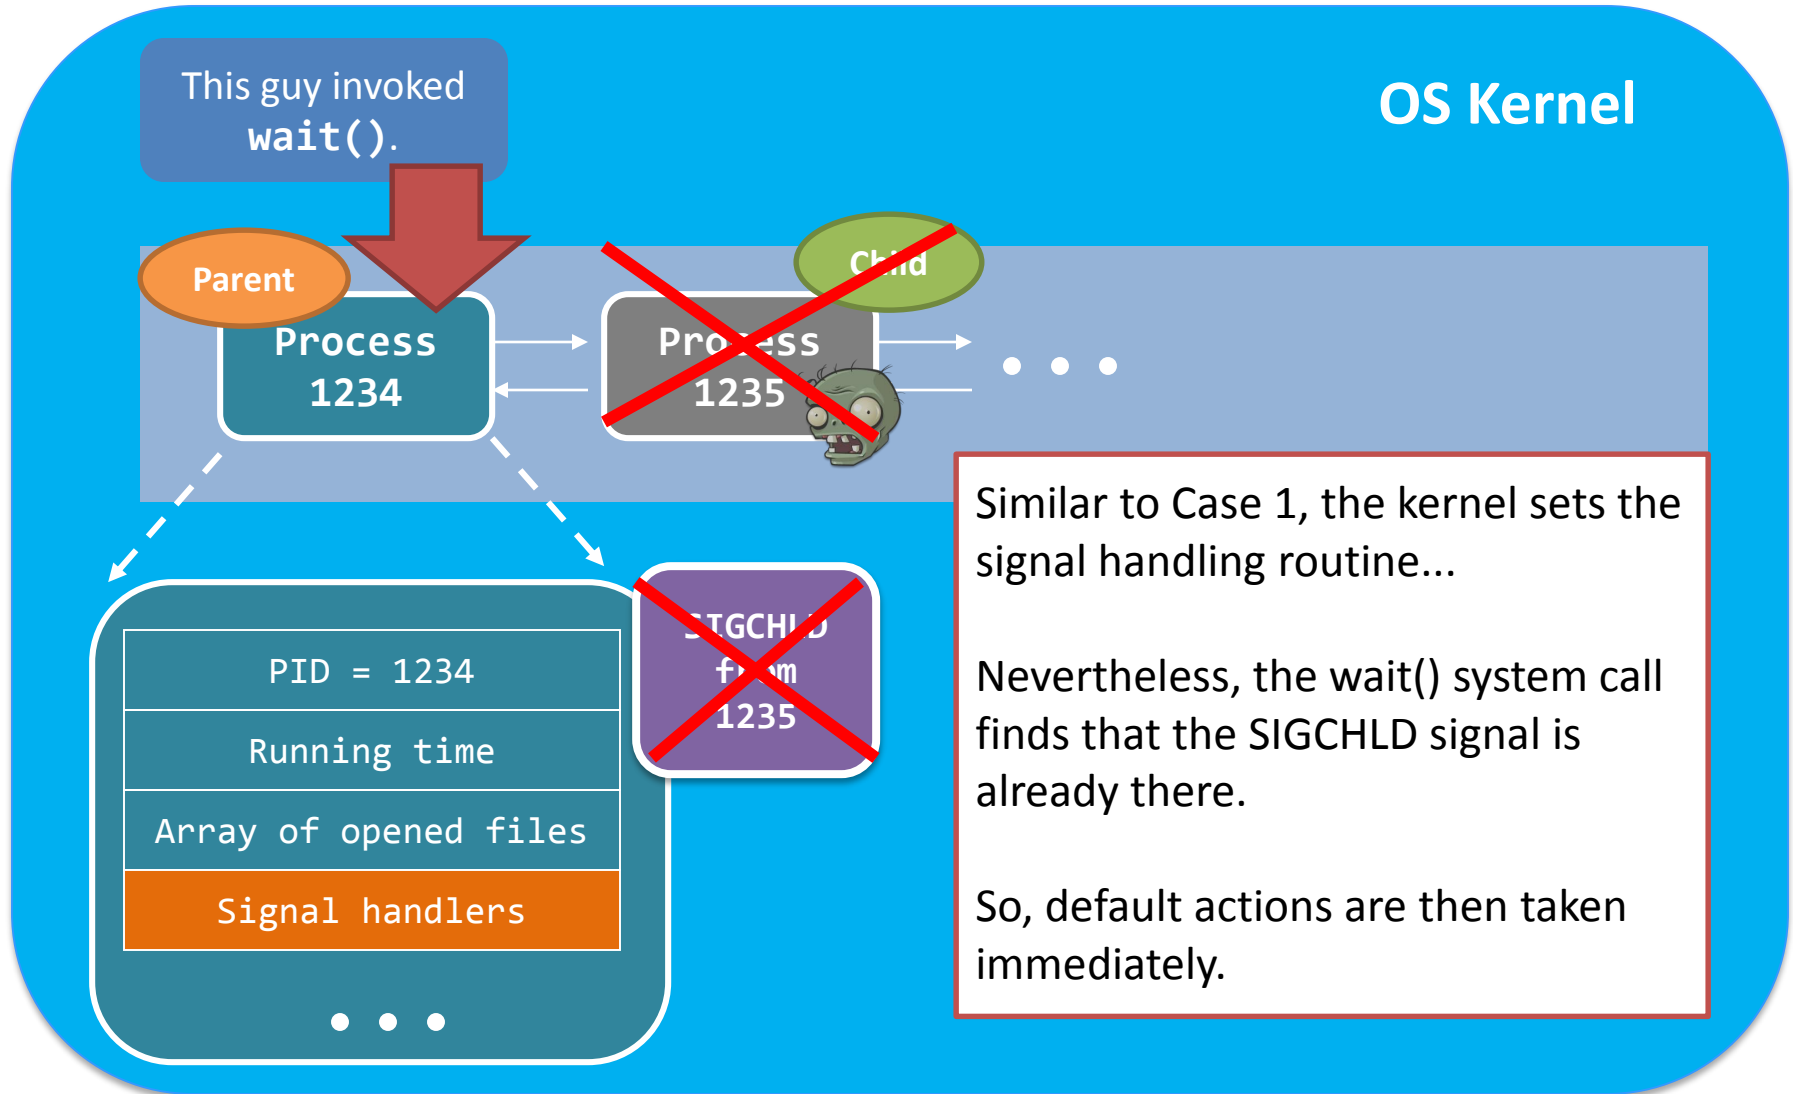 This guy invoked
wait().
OS Kernel
Parent
Child
Process
1234
Process
1235
Similar to Case 1, the kernel sets the
signal handling routine...
Nevertheless, the wait() system call
finds that the SIGCHLD signal is
already there.
So, default actions are then taken
immediately.
SIGCHLD
from
1235
PID = 1234
Running time
Array of opened files
Signal handlers